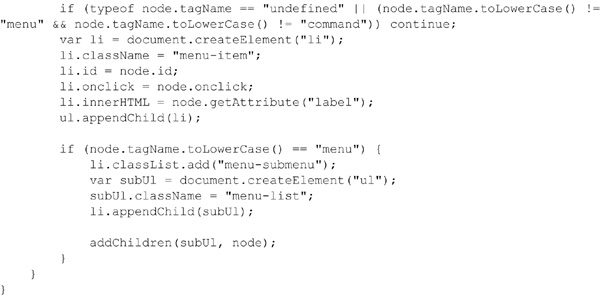 if (typeof node.tagName == "undefined" || (node.tagName.toLowerCase() !=
"menu" && node.tagName.toLowerCase() != "command")) continue;
var li = document.createElement("li");
li.className = "menu-item";
li.id = node.id;
li.onclick = node.onclick;
li.innerHTML = node.getAttribute("label");
ul.appendChild(li);
if (node.tagName.toLowerCase() == "menu") {
li.classList.add("menu-submenu");
var subUl = document.createElement("ul");
subUl.className = "menu-list";
li.appendChild(subUl);
addChildren(subUl, node);
}
}
}